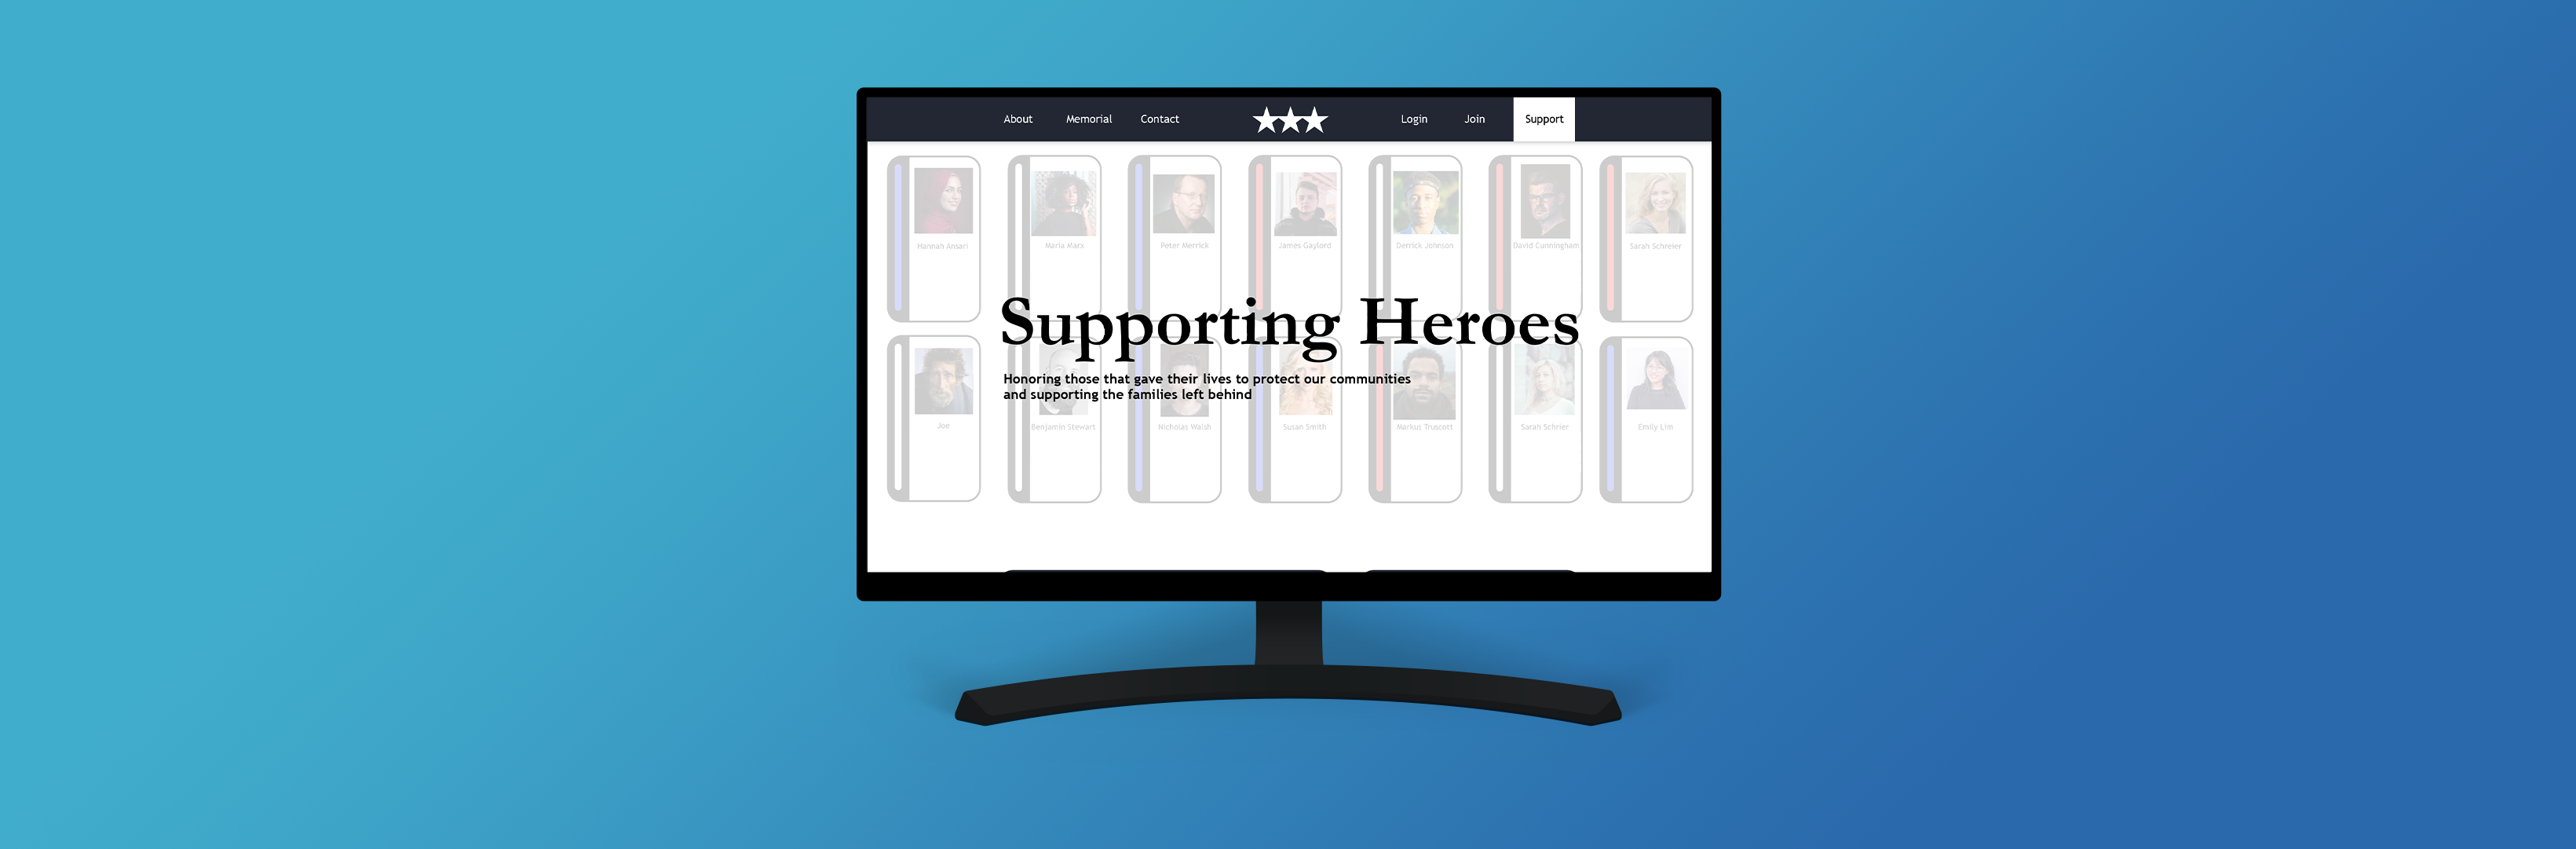 About Memorial Contact Login Join Support
Hannah Ansari Maria Marx Peter Merrick James Gaylord Derrick Johnson David Cunningham Sarah Schreier
Supporting Heroes
Honoring those that gave their lives to protect our communities
and supporting the families left behind
Joe Benjamin Stewart Nicholas Walsh Susan Smith Markus Truscott Sarah Schrier Emily Lim